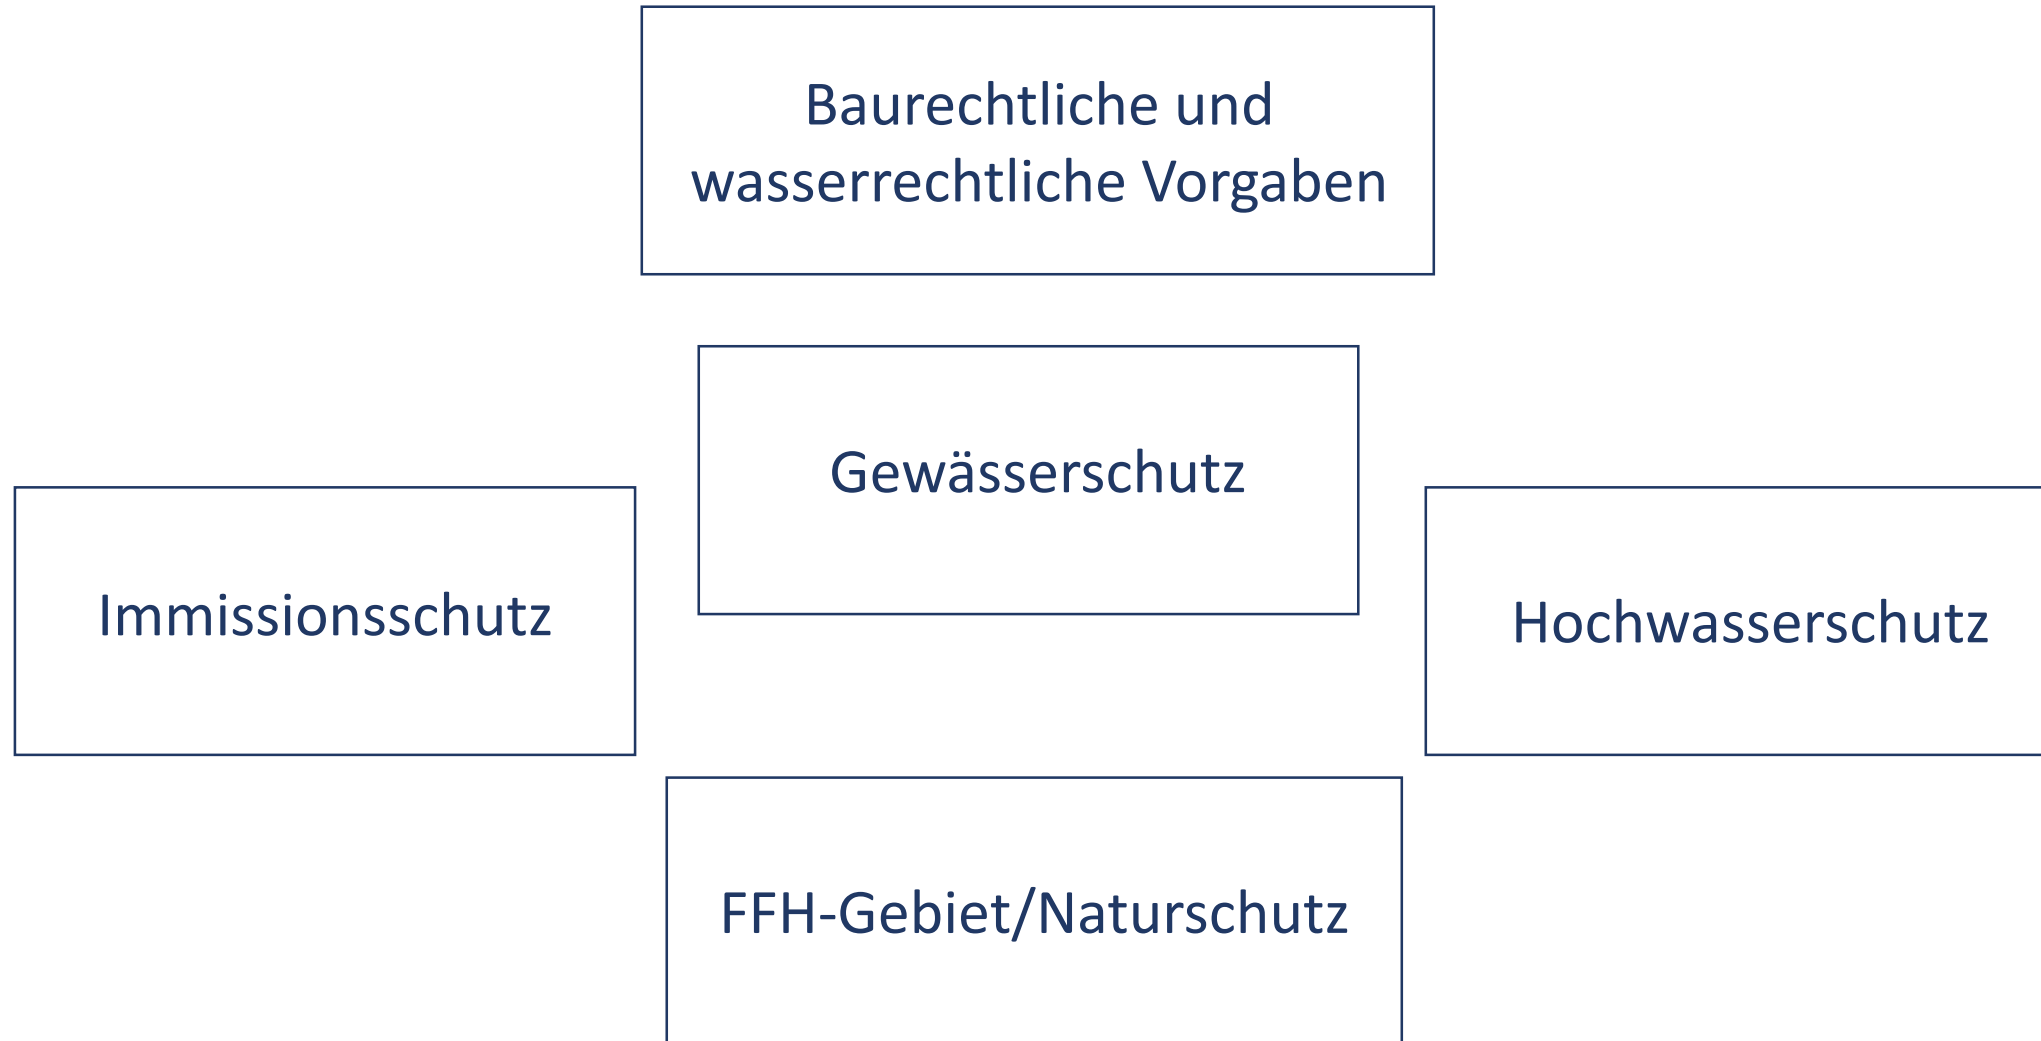 Baurechtliche und
wasserrechtliche Vorgaben
Gewässerschutz
Immissionsschutz
Hochwasserschutz
FFH-Gebiet/Naturschutz